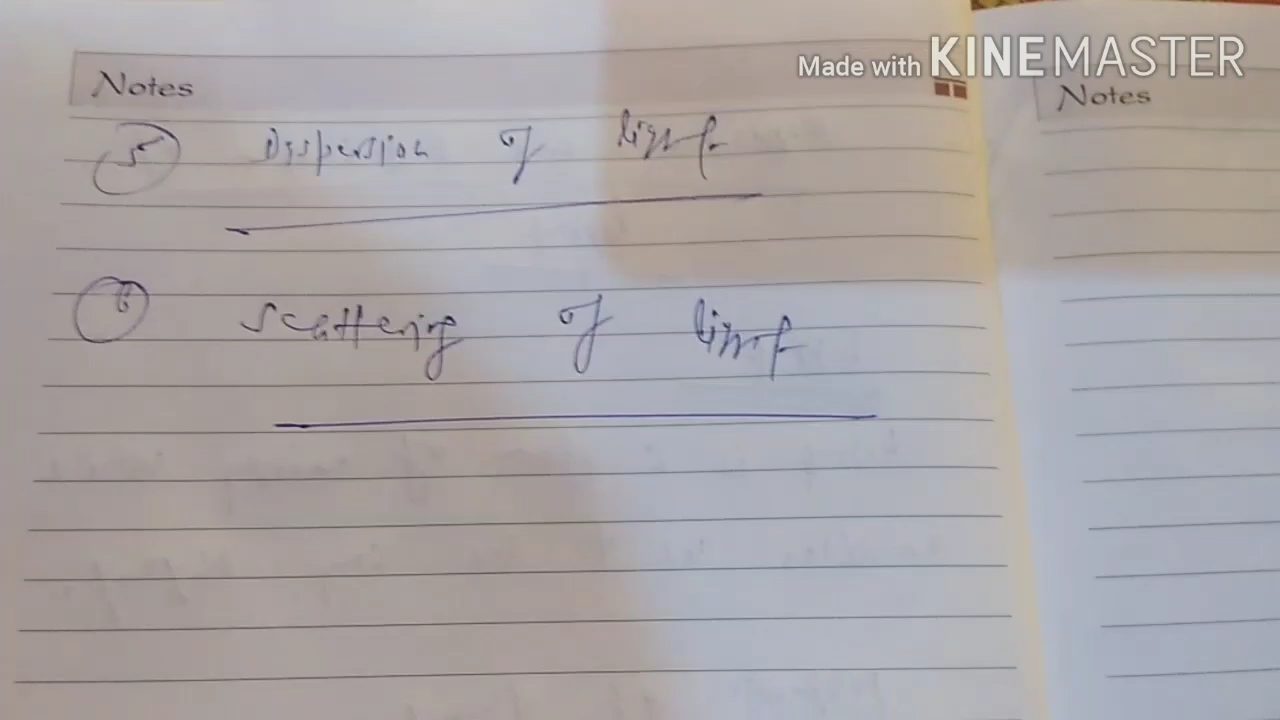 Made with KINEMASTER
Notes
Notes
5 Dispersion of light
6 Scattering of light